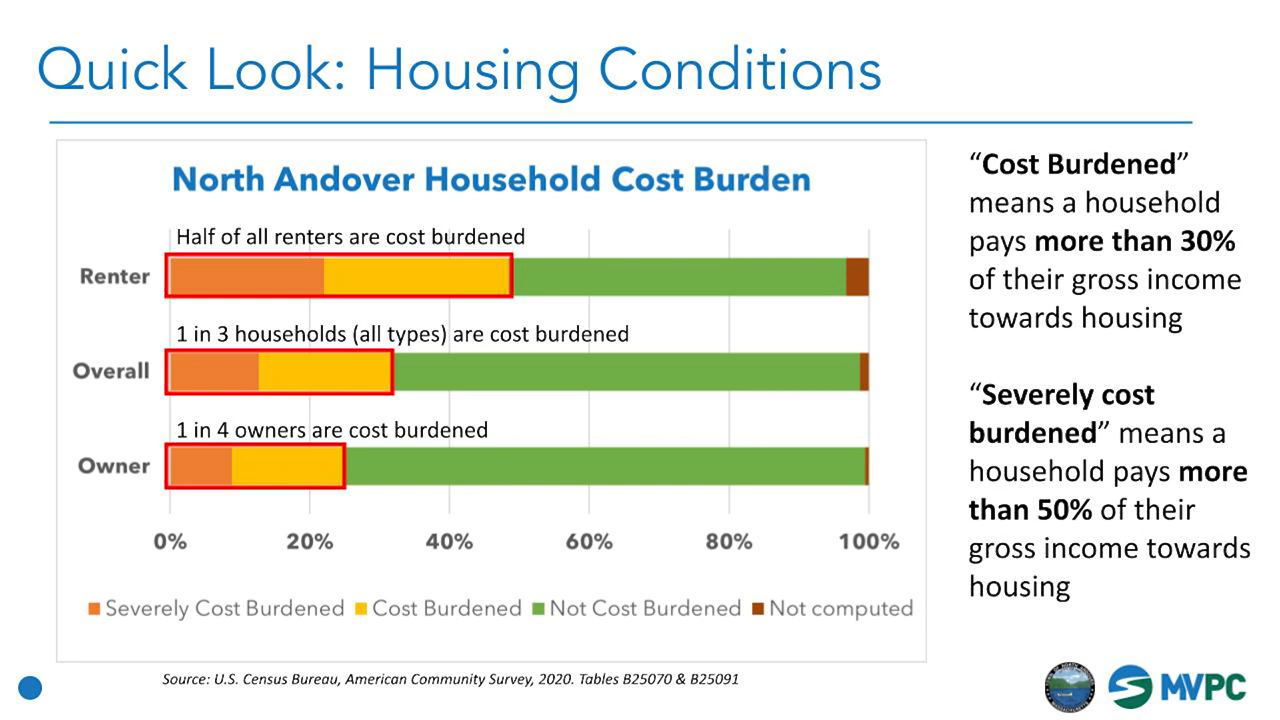 Quick Look: Housing Conditions
North Andover Household Cost Burden
Half of all renters are cost burdened
Renter
1 in 3 households (all types) are cost burdened
Overall
1 in 4 owners are cost burdened
Owner
0% 20% 40% 60% 80% 100%
Severely Cost Burdened Cost Burdened Not Cost Burdened Not computed
“Cost Burdened”
means a household
pays more than 30%
of their gross income
towards housing
“Severely cost
burdened” means a
household pays more
than 50% of their
gross income towards
housing
Source: U.S. Census Bureau, American Community Survey, 2020. Tables B25070 & B25091
MVPC